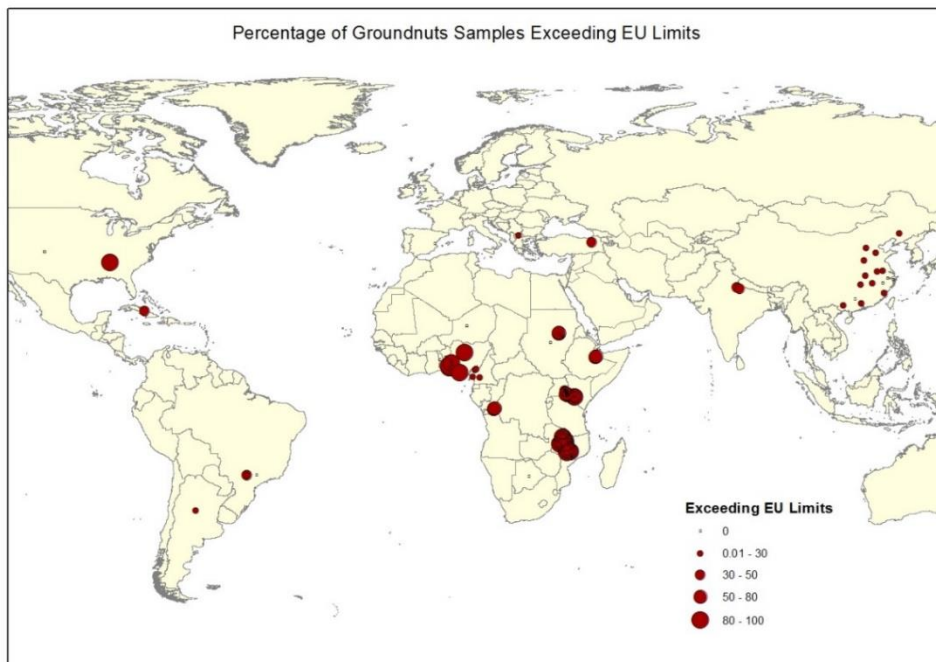 Percentage of Groundnuts Samples Exceeding EU Limits
Exceeding EU Limits
0
0.01 - 30
30 - 50
50 - 80
80 - 100